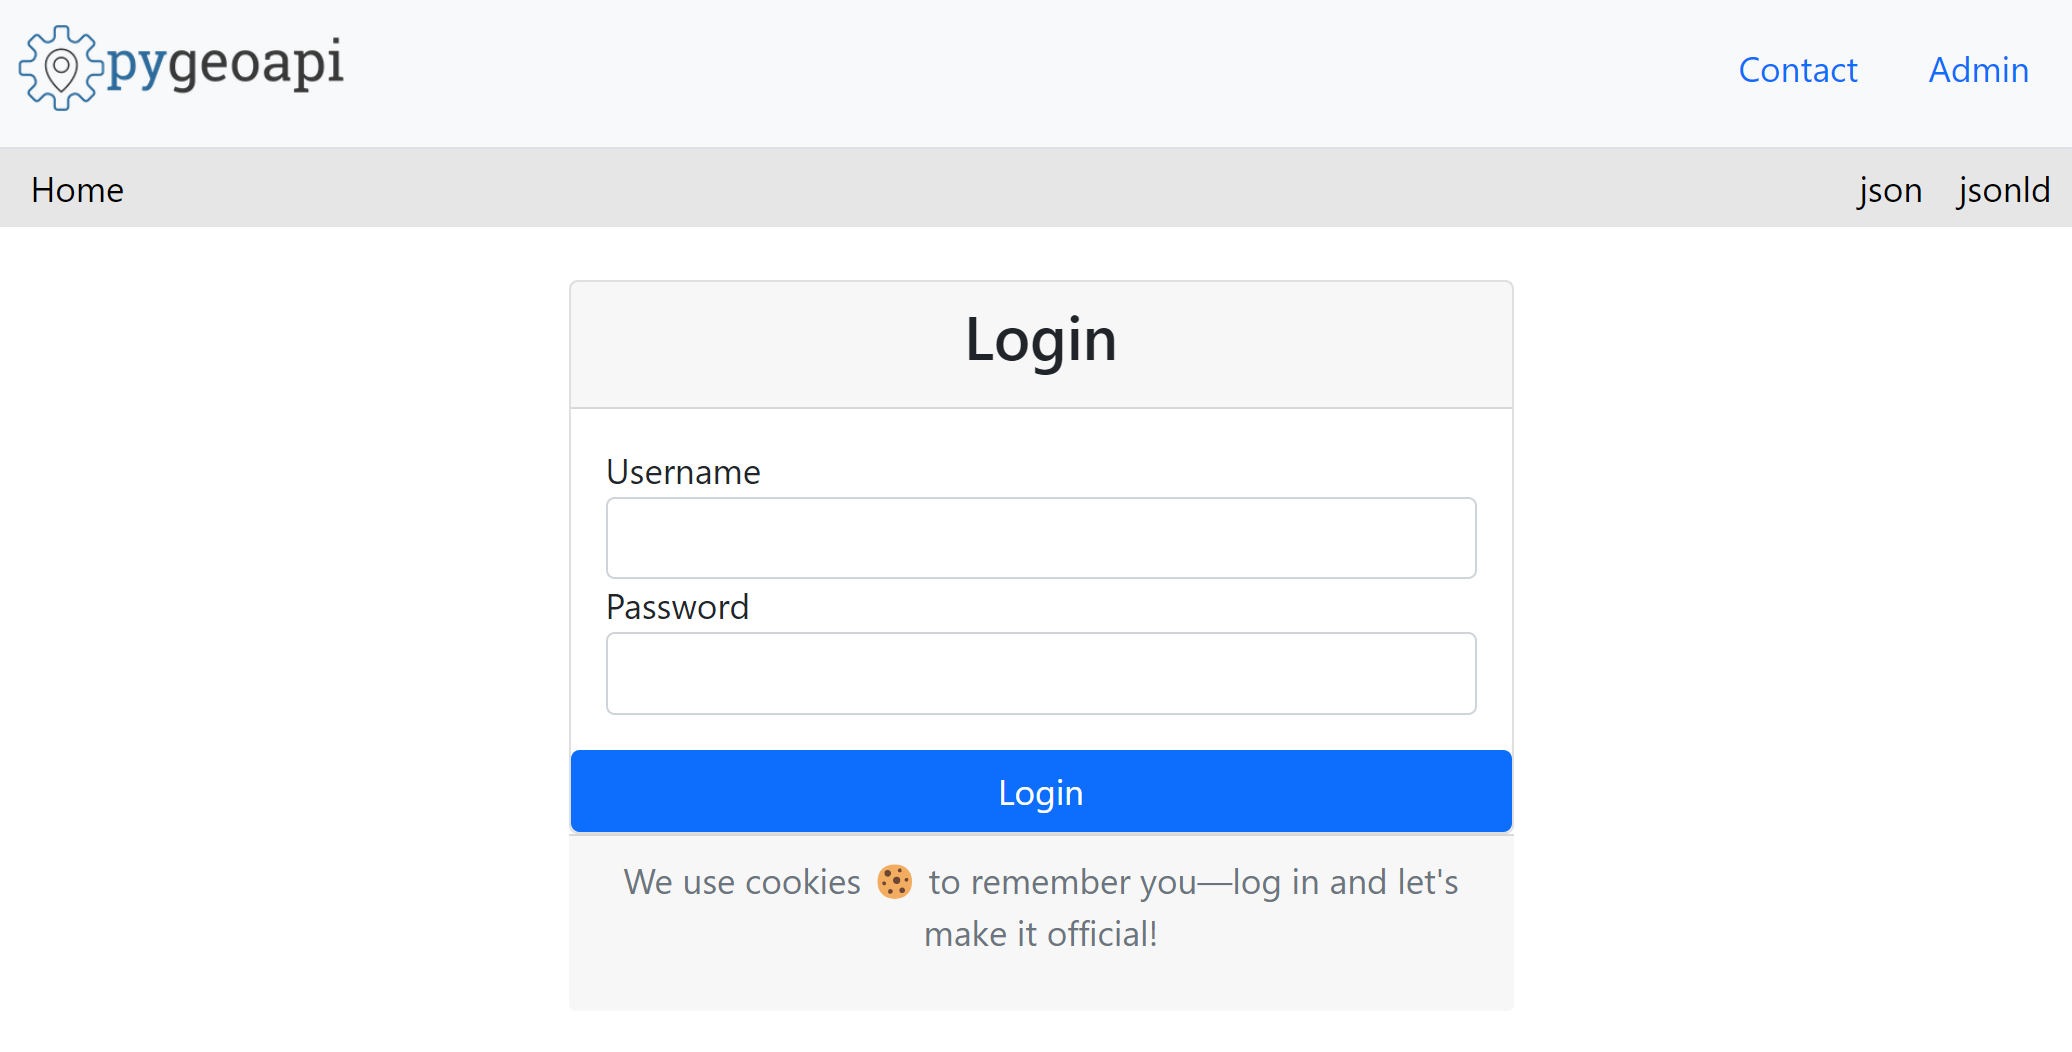 pygeoapi
Contact Admin
Home json jsonld
Login
Username
Password
Login
We use cookies 🍪 to remember you—log in and let's
make it official!